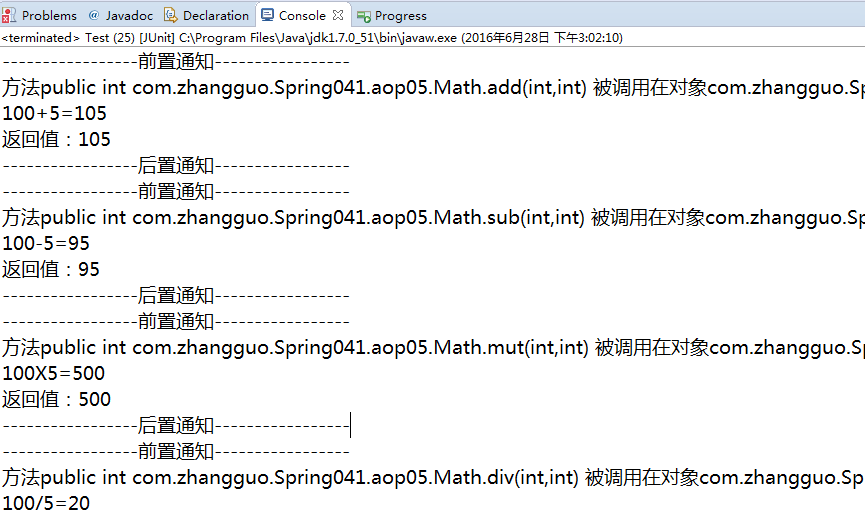 Problems @ Javadoc Declaration Console Progress
<terminated> Test (25) [JUnit] C:\Program Files\Java\jdk1.7.0_51\bin\javaw.exe (2016年6月28日 下午3:02:10)
-----------------前置通知-----------------
方法public int com.zhangguo.Spring041.aop05.Math.add(int,int) 被调用在对象com.zhangguo.Sp
100+5=105
返回值：105
-----------------后置通知-----------------
-----------------前置通知-----------------
方法public int com.zhangguo.Spring041.aop05.Math.sub(int,int) 被调用在对象com.zhangguo.Sp
100-5=95
返回值：95
-----------------后置通知-----------------
-----------------前置通知-----------------
方法public int com.zhangguo.Spring041.aop05.Math.mut(int,int) 被调用在对象com.zhangguo.Sp
100X5=500
返回值：500
-----------------后置通知-----------------
-----------------前置通知-----------------
方法public int com.zhangguo.Spring041.aop05.Math.div(int,int) 被调用在对象com.zhangguo.Sp
100/5=20